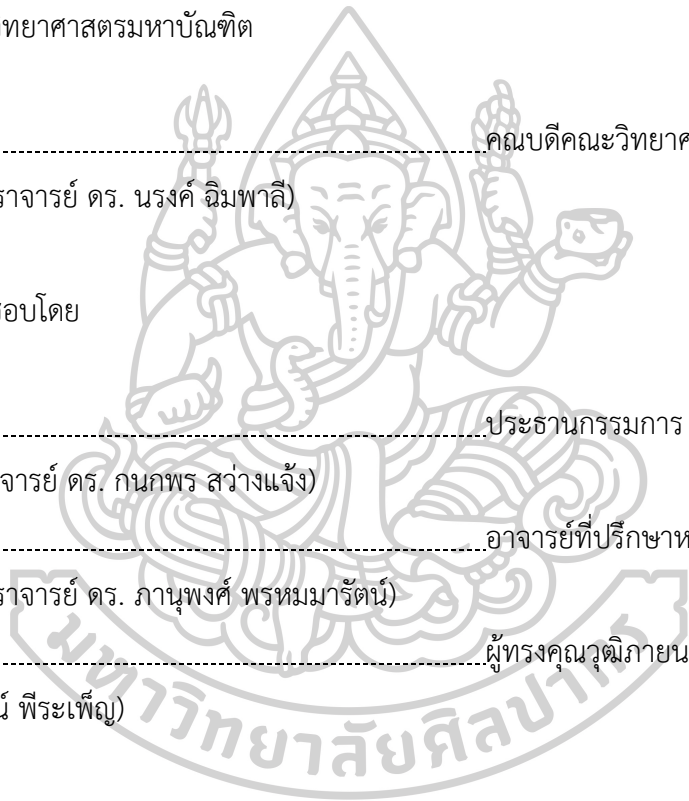 วิทยาศาสตรมหาบัณฑิต
คณบดีคณะวิทยาศ
ราจารย์ ดร. นรงค์ ฉิมพาลี)
สอบโดย
ประธานกรรมการ
จารย์ ดร. กนกพร สว่างแจ้ง)
อาจารย์ที่ปรึกษาห
ราจารย์ ดร. ภานุพงศ์ พรหมมารัตน์)
ผู้ทรงคุณวุฒิภายน
น์ พีระเพ็ญ)
มหาวิทยาลัยศิลปากร